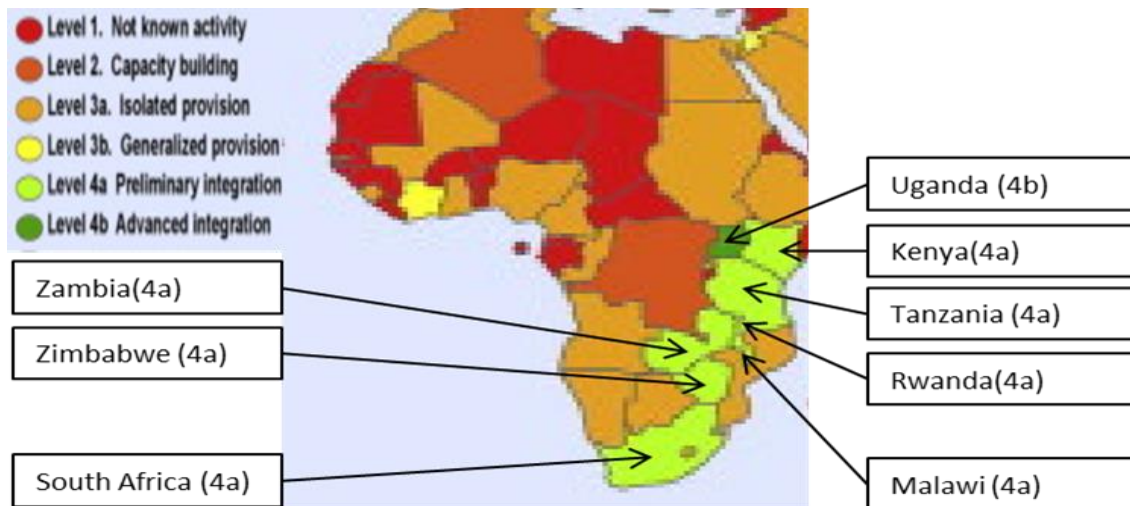 Level 1. Not known activity
Level 2. Capacity building
Level 3a. Isolated provision
Level 3b. Generalized provision
Level 4a Preliminary integration
Level 4b Advanced integration
Zambia(4a)
Zimbabwe (4a)
South Africa (4a)
Uganda (4b)
Kenya(4a)
Tanzania (4a)
Rwanda(4a)
Malawi (4a)